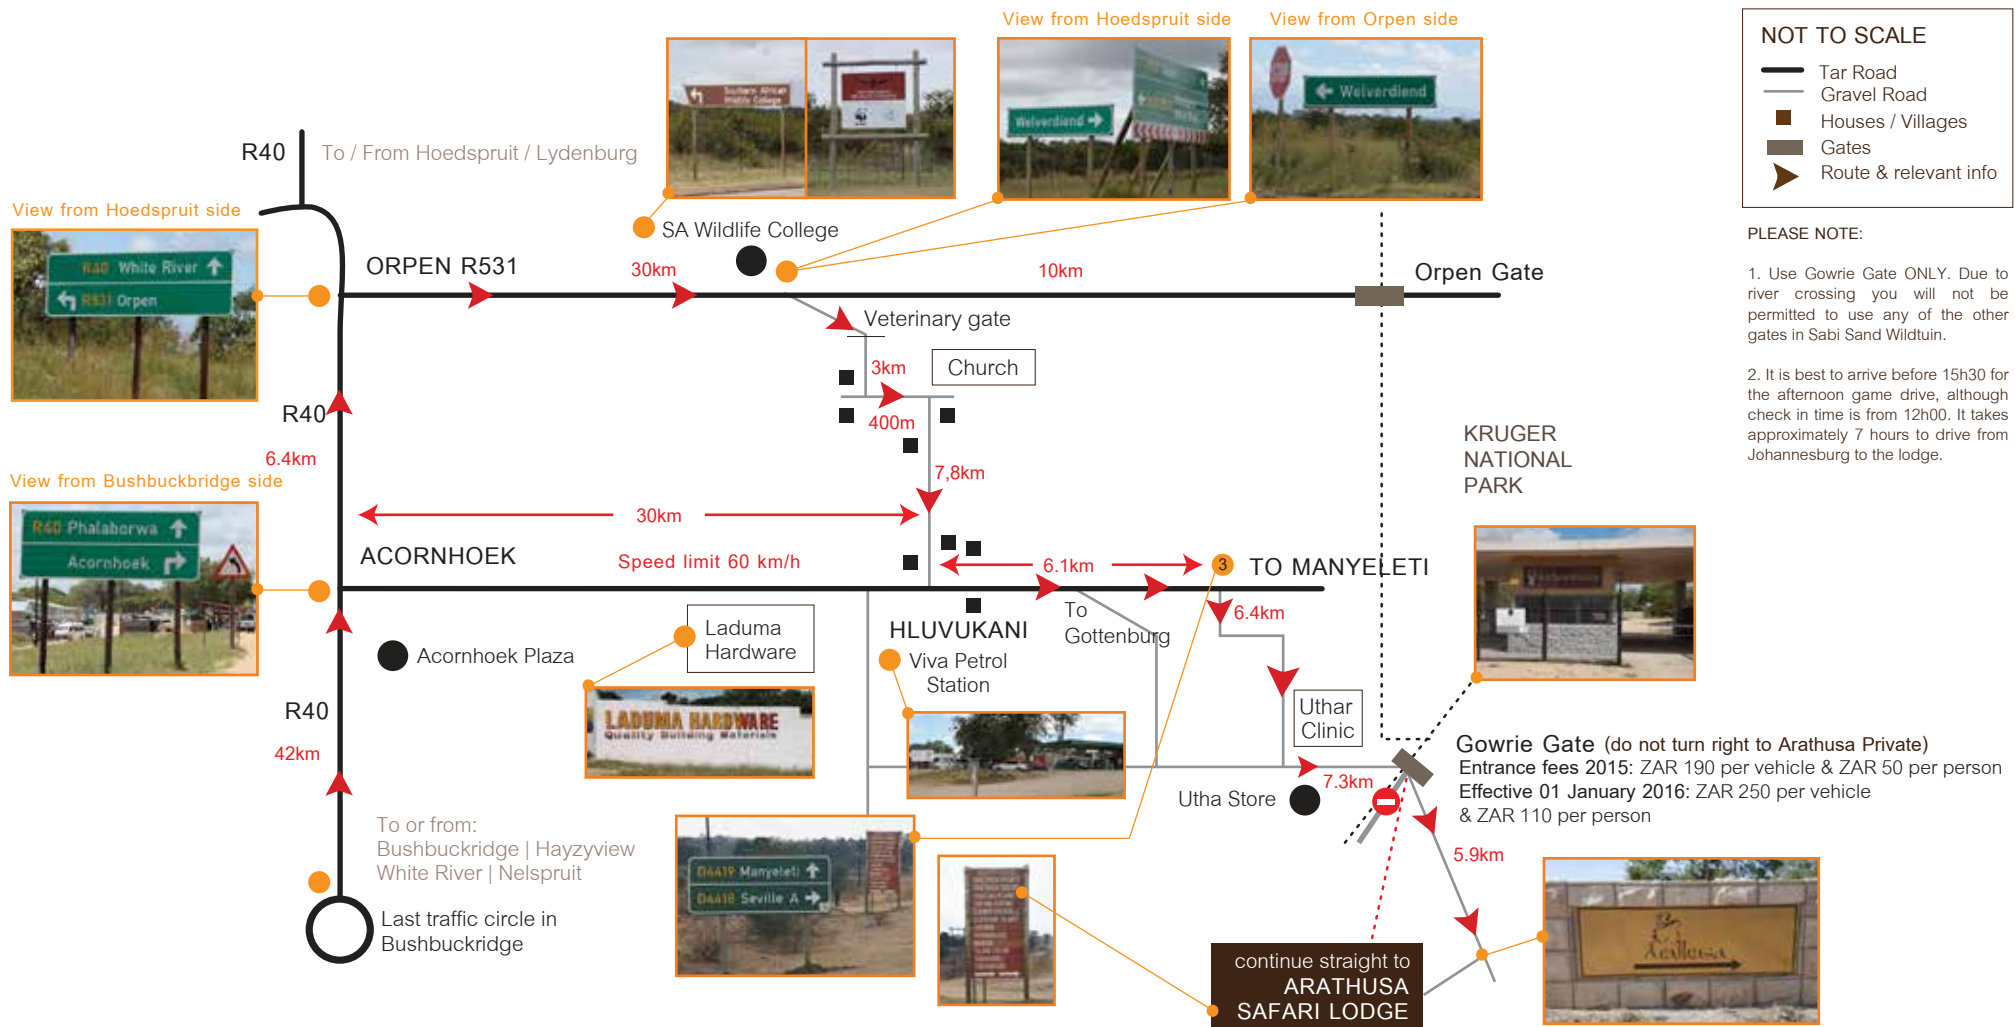 View from Hoedspruit side
View from Orpen side
Southern African
Wildlife College
Welverdiend
Welverdiend
NOT TO SCALE
Tar Road
Gravel Road
Houses / Villages
Gates
Route & relevant info
PLEASE NOTE:
1. Use Gowrie Gate ONLY. Due to
river crossing you will not be
permitted to use any of the other
gates in Sabi Sand Wildtuin.
2. It is best to arrive before 15h30 for
the afternoon game drive, although
check in time is from 12h00. It takes
approximately 7 hours to drive from
Johannesburg to the lodge.
R40
To / From Hoedspruit / Lydenburg
View from Hoedspruit side
R40 White River
R531 Orpen
SA Wildlife College
ORPEN R531
30km
10km
Orpen Gate
Veterinary gate
3km
Church
400m
R40
6.4km
7,8km
KRUGER
NATIONAL
PARK
View from Bushbuckbridge side
R40 Phalaborwa
Acornhoek
30km
ACORNHOEK
Speed limit 60 km/h
6.1km
3
TO MANYELETI
6.4km
To
Gottenburg
Acornhoek Plaza
Laduma
Hardware
LADUMA HARDWARE
Quality Building Materials
HLUVUKANI
Viva Petrol
Station
Uthar
Clinic
R40
42km
Utha Store
7.3km
Gowrie Gate (do not turn right to Arathusa Private)
Entrance fees 2015: ZAR 190 per vehicle & ZAR 50 per person
Effective 01 January 2016: ZAR 250 per vehicle
& ZAR 110 per person
To or from:
Bushbuckridge | Hayzyview
White River | Nelspruit
Last traffic circle in
Bushbuckridge
D4419 Manyeleti
D4418 Seville A
5.9km
continue straight to
ARATHUSA
SAFARI LODGE
Arathusa